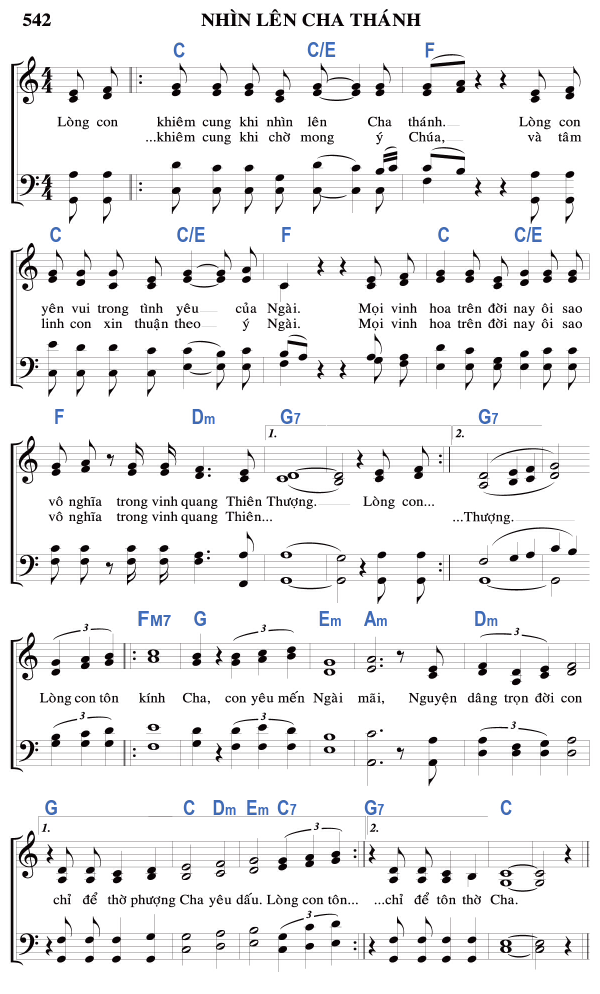 542 NHÌN LÊN CHA THÁNH
C C/E F
Lòng con khiêm cung khi nhìn lên Cha thánh. Lòng con
...khiêm cung khi chờ mong ý Chúa, và tâm
C C/E F C C/E
yên vui trong tình yêu của Ngài. Mọi vinh hoa trên đời nay ôi sao
linh con xin thuận theo ý Ngài. Mọi vinh hoa trên đời nay ôi sao
F Dm G7 G7
1. 2.
vô nghĩa trong vinh quang Thiên Thượng. Lòng con...
vô nghĩa trong vinh quang Thiên... ...Thượng.
FM7 G Em Am Dm
3 3 3
Lòng con tôn kính Cha, con yêu mến Ngài mãi, Nguyện dâng trọn đời con
3 3 3
G C Dm Em C7 G7 C
1. 3 2.
chỉ để thờ phượng Cha yêu dấu. Lòng con tôn... ...chỉ để tôn thờ Cha.
3